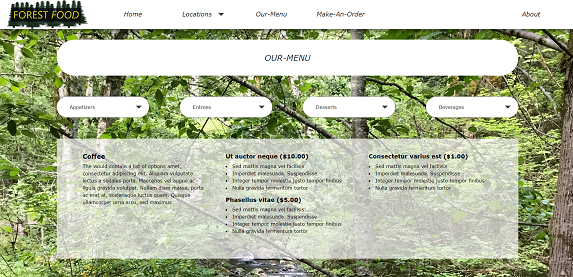 FOREST FOOD
Home
Locations
Our-Menu
Make-An-Order
About
OUR-MENU
Appetizers
Entrees
Desserts
Beverages
Coffee
The would contain a list of options amet,
consectetur adipiscing elit. Aliquam vulputate
lectus a sodales porta. Maecenas vel neque ac
ligula gravida volutpat. Nullam diam massa, porta
ac erat at, scelerisque luctus quam. Quisque
ullamcorper urna arcu, sed maximus
Ut auctor neque ($10.00)
Sed mattis magna vel facilisis
Imperdiet malesuada. Suspendisse
Integer tempor molestie justo tempor finibus
Nulla gravida fermentum tortor
Phasellus vitae ($5.00)
Sed mattis magna vel facilisis
Imperdiet malesuada. Suspendisse
Integer tempor molestie justo tempor finibus
Nulla gravida fermentum tortor
Consectetur varius est ($1.00)
Sed mattis magna vel facilisis
Imperdiet malesuada. Suspendisse
Integer tempor molestie justo tempor finibus
Nulla gravida fermentum tortor